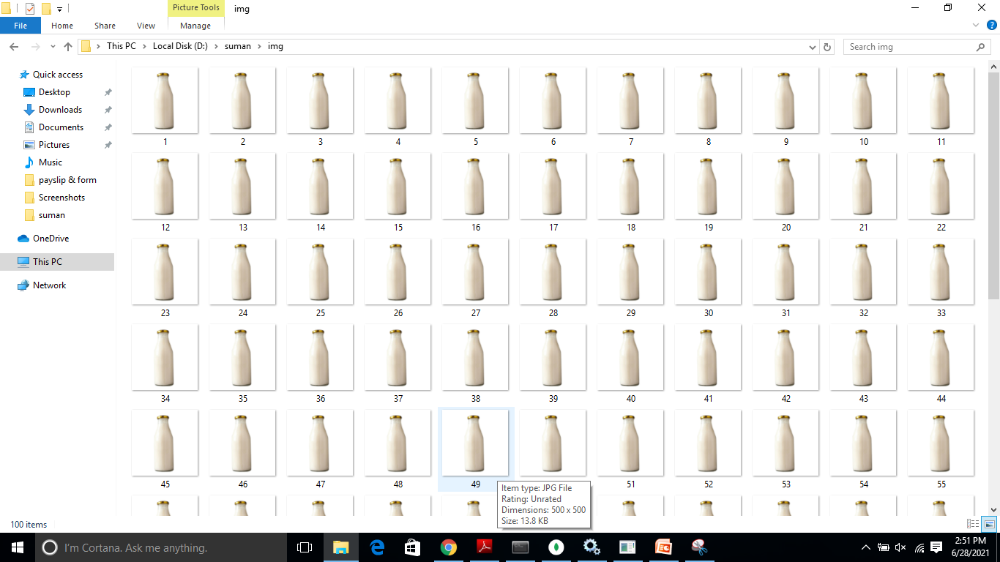 Picture Tools
img
File
Home
Share
View
Manage
This PC
Local Disk (D:)
suman
img
Search img
Quick access
Desktop
Downloads
Documents
Pictures
Music
payslip & form
Screenshots
suman
OneDrive
This PC
Network
1 2 3 4 5 6 7 8 9 10 11
12 13 14 15 16 17 18 19 20 21 22
23 24 25 26 27 28 29 30 31 32 33
34 35 36 37 38 39 40 41 42 43 44
45 46 47 48 49 51 52 53 54 55
Item type: JPG File
Rating: Unrated
Dimensions: 500 x 500
Size: 13.8 KB
100 items
I'm Cortana. Ask me anything.
2:51 PM
6/28/2021